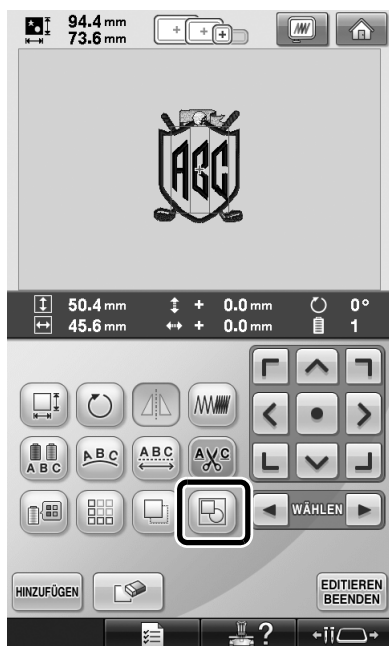 94.4 mm
73.6 mm
ABC
50.4 mm + 0.0 mm 0°
45.6 mm + 0.0 mm 1
ABC ABC ABC ABC
WÄHLEN
HINZUFÜGEN
EDITIEREN
BEENDEN
?